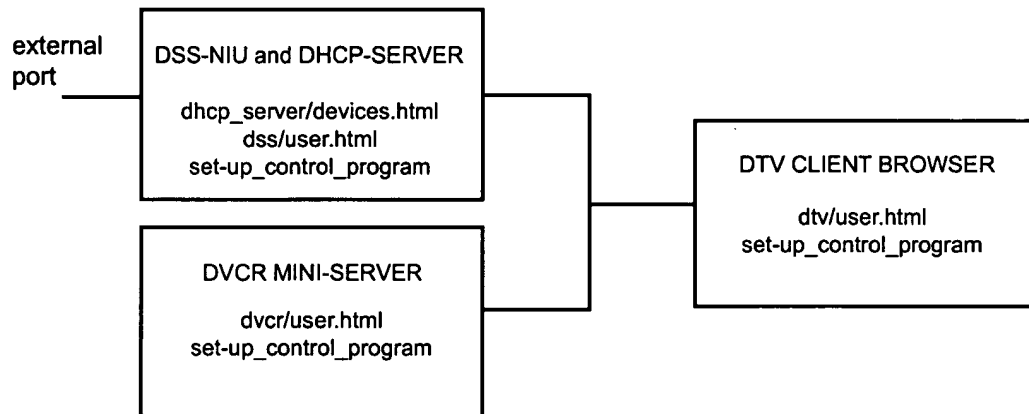 external
port
DSS-NIU and DHCP-SERVER
dhcp_server/devices.html
dss/user.html
set-up_control_program
DVCR MINI-SERVER
dvcr/user.html
set-up_control_program
DTV CLIENT BROWSER
dtv/user.html
set-up_control_program